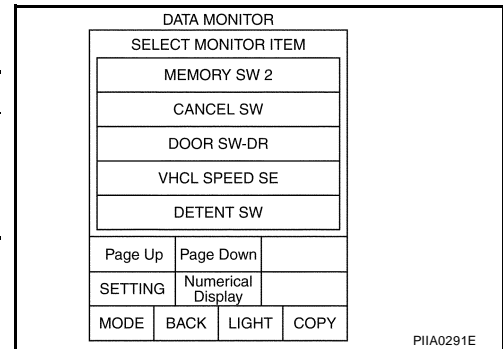 DATA MONITOR
SELECT MONITOR ITEM
MEMORY SW 2
CANCEL SW
DOOR SW-DR
VHCL SPEED SE
DETENT SW
Page Up Page Down
SETTING Numerical
Display
MODE BACK LIGHT COPY
PIIA0291E